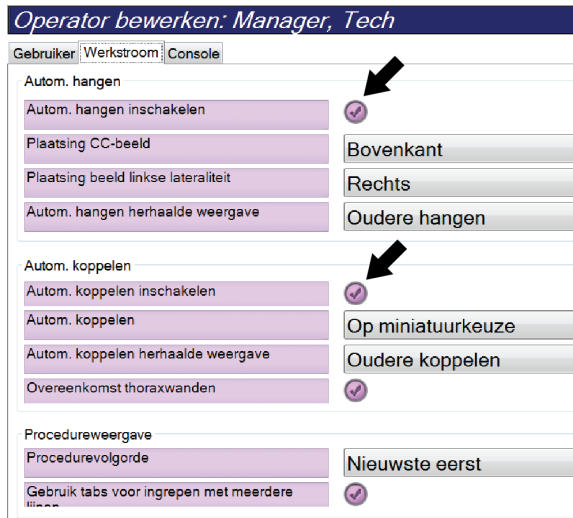 Operator bewerken: Manager, Tech
Gebruiker Werkstroom Console
Autom. hangen
Autom. hangen inschakelen
Plaatsing CC-beeld Bovenkant
Plaatsing beeld linkse lateraliteit Rechts
Autom. hangen herhaalde weergave Oudere hangen
Autom. koppelen
Autom. koppelen inschakelen
Autom. koppelen Op miniatuurkeuze
Autom. koppelen herhaalde weergave Oudere koppelen
Overeenkomst thoraxwanden
Procedureweergave
Procedurevolgorde Nieuwste eerst
Gebruik tabs voor ingrepen met meerdere